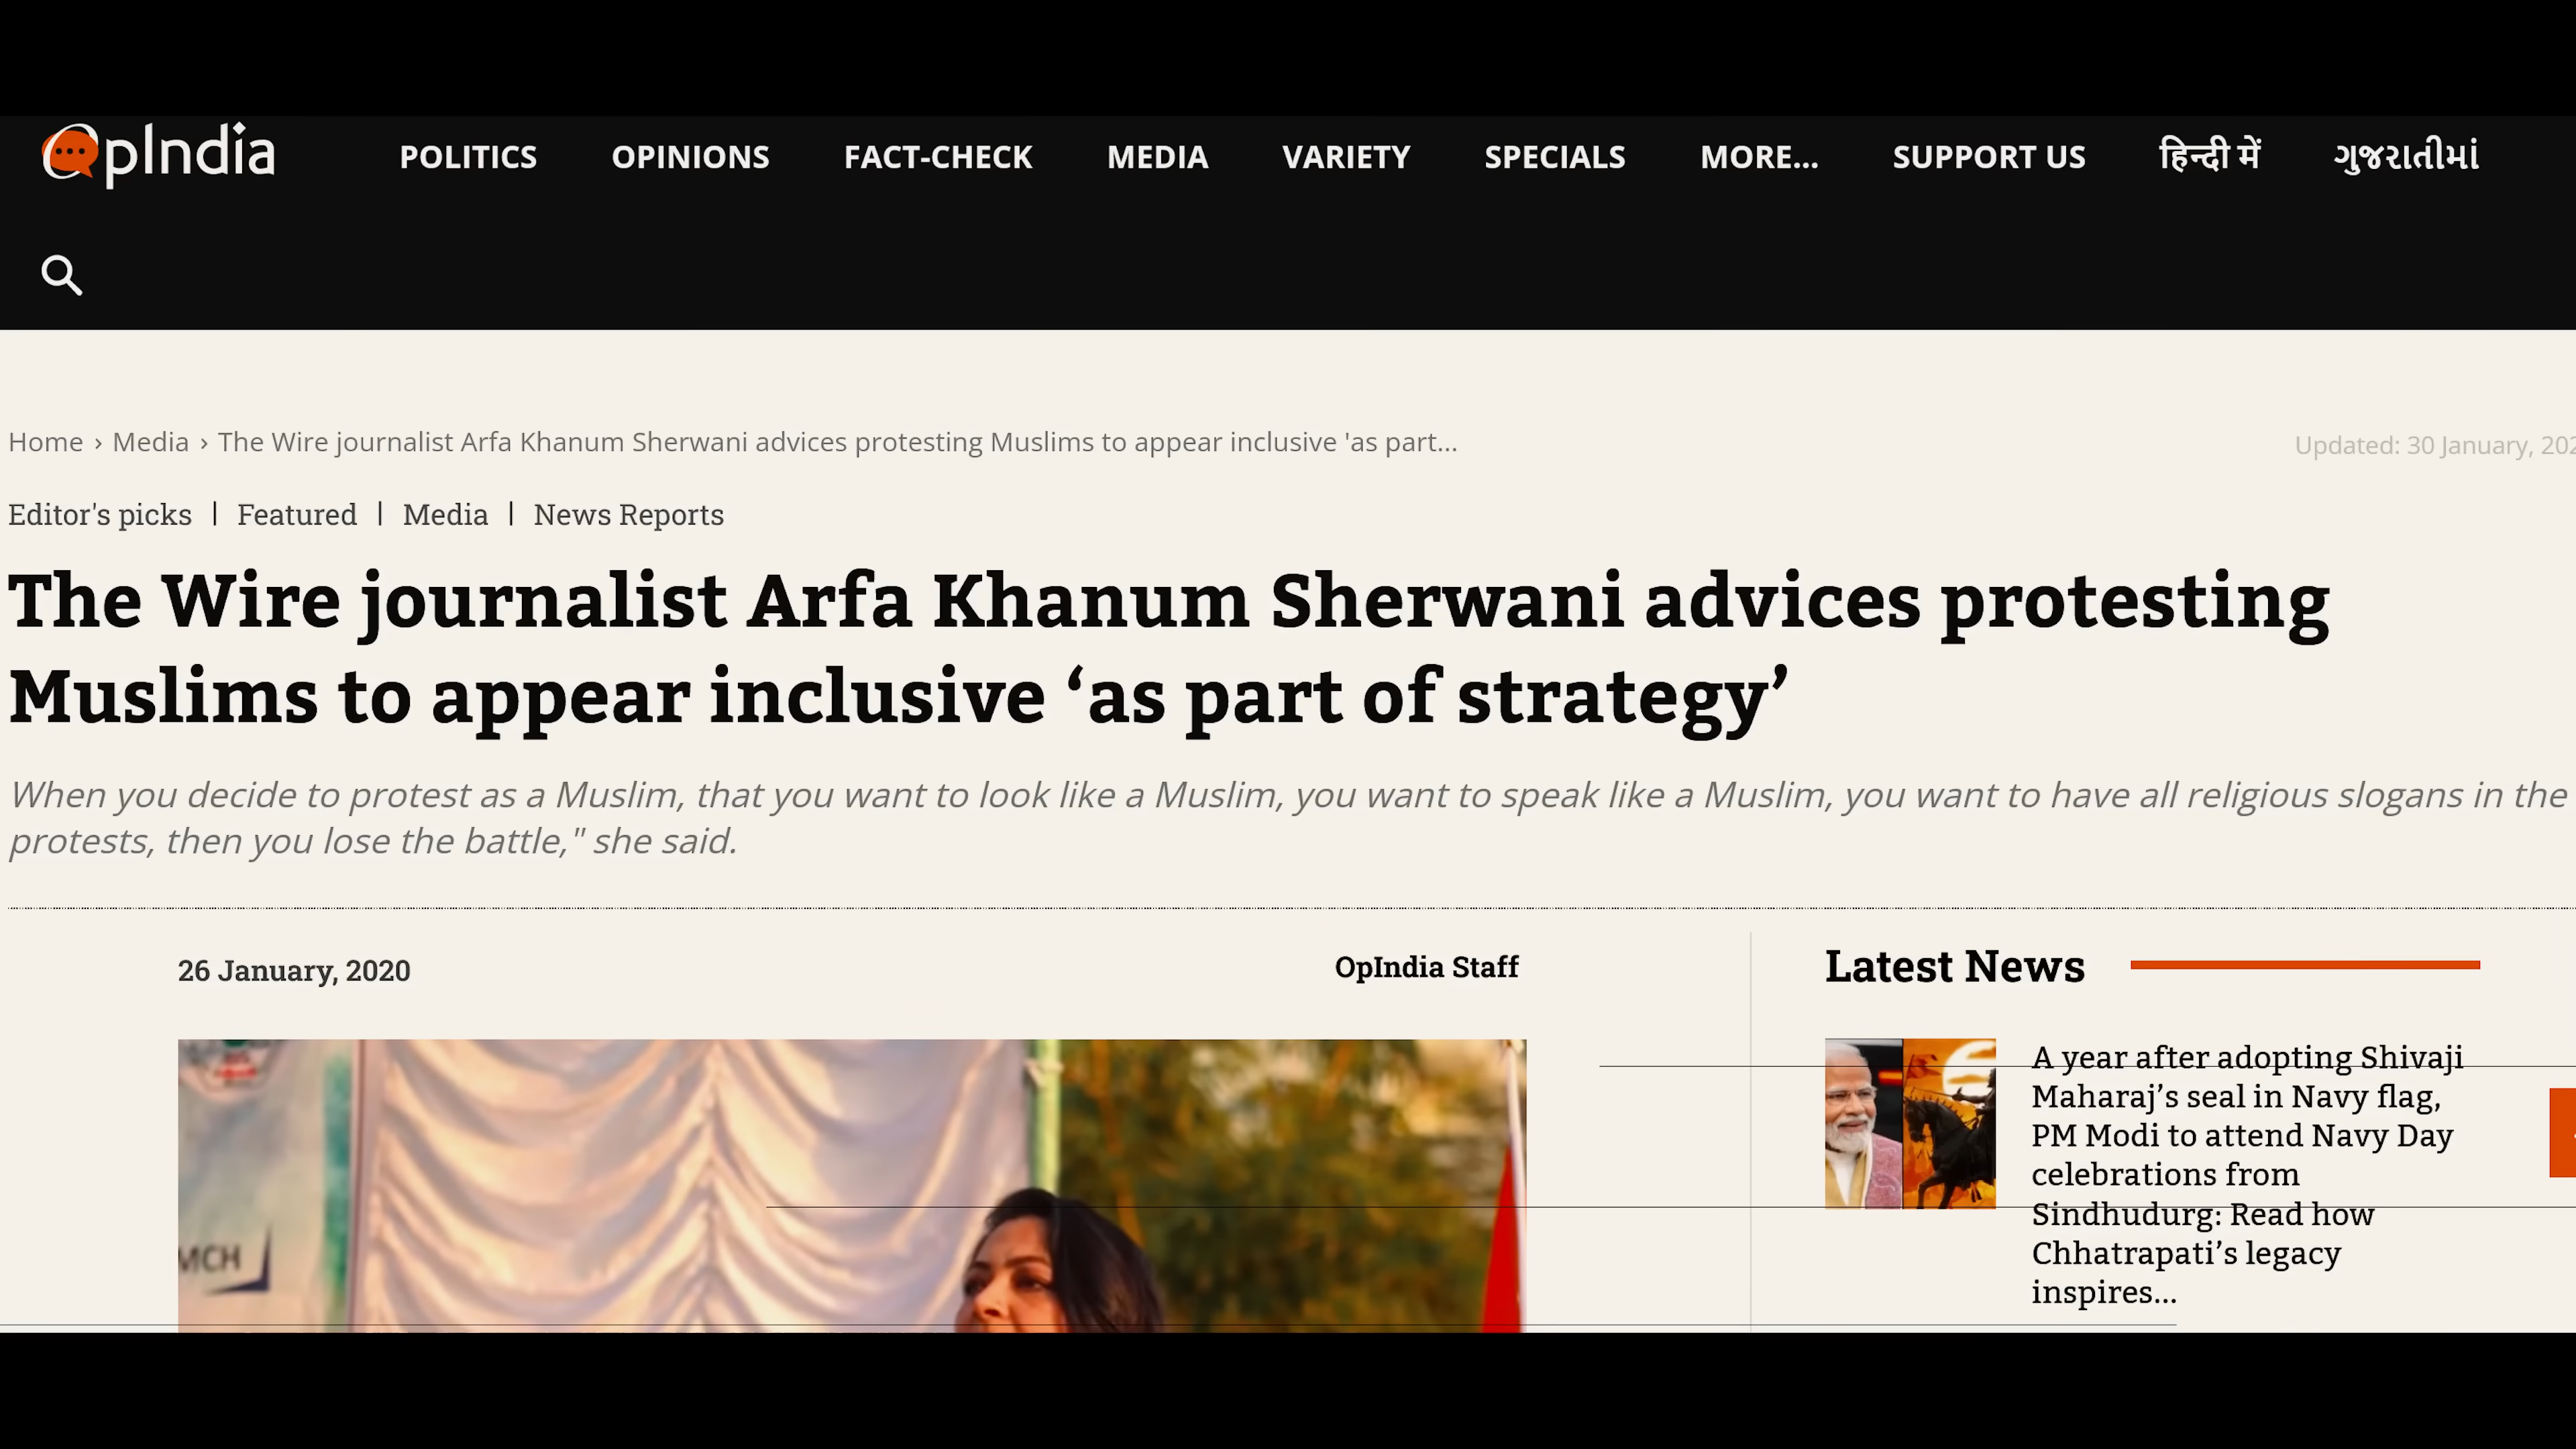 OpIndia
POLITICS OPINIONS FACT-CHECK MEDIA VARIETY SPECIALS MORE... SUPPORT US हिन्दी में ગુજરાતીમાં
Home › Media › The Wire journalist Arfa Khanum Sherwani advices protesting Muslims to appear inclusive 'as part...
Updated: 30 January, 202
Editor's picks | Featured | Media | News Reports
The Wire journalist Arfa Khanum Sherwani advices protesting
Muslims to appear inclusive ‘as part of strategy’
When you decide to protest as a Muslim, that you want to look like a Muslim, you want to speak like a Muslim, you want to have all religious slogans in the
protests, then you lose the battle," she said.
26 January, 2020
OpIndia Staff
MCH
Latest News
A year after adopting Shivaji
Maharaj’s seal in Navy flag,
PM Modi to attend Navy Day
celebrations from
Sindhudurg: Read how
Chhatrapati’s legacy
inspires...